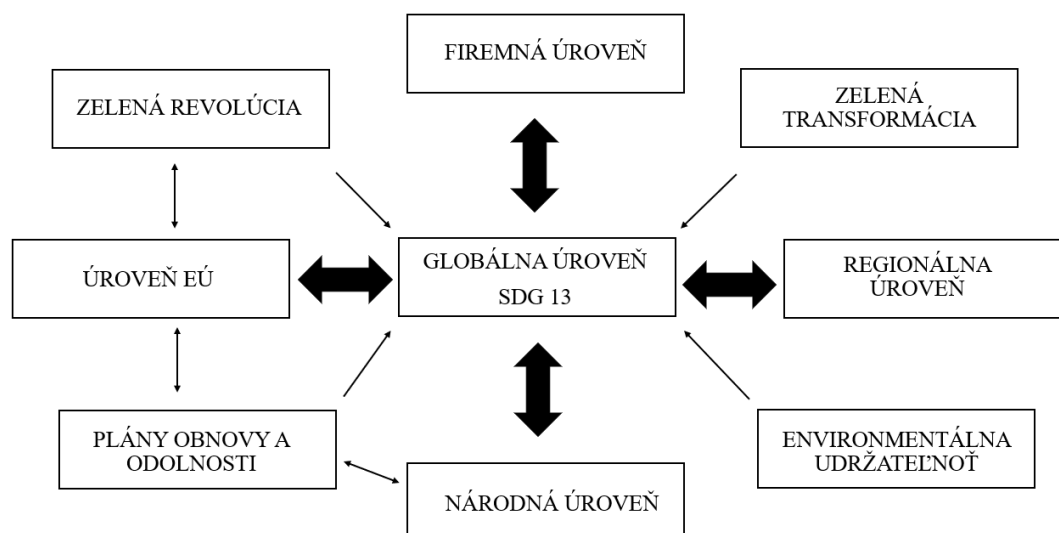 FIREMNÁ ÚROVEŇ
ZELENÁ REVOLÚCIA
ZELENÁ
TRANSFORMÁCIA
ÚROVEŇ EÚ
GLOBÁLNA ÚROVEŇ
SDG 13
REGIONÁLNA
ÚROVEŇ
PLÁNY OBNOVY A
ODOLNOSTI
ENVIRONMENTÁLNA
UDRŽATEĽNOŤ
NÁRODNÁ ÚROVEŇ